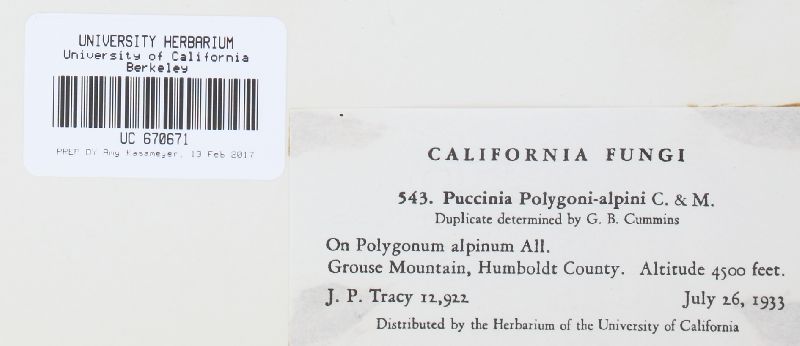 UNIVERSITY HERBARIUM
University of California
Berkeley
UC 670671
PREP. BY Amy Kasameyer, 13 Feb 2017
CALIFORNIA FUNGI
543. Puccinia Polygoni-alpini C. & M.
Duplicate determined by G. B. Cummins
On Polygonum alpinum All.
Grouse Mountain, Humboldt County. Altitude 4500 feet.
J. P. Tracy 12,922 July 26, 1933
Distributed by the Herbarium of the University of California